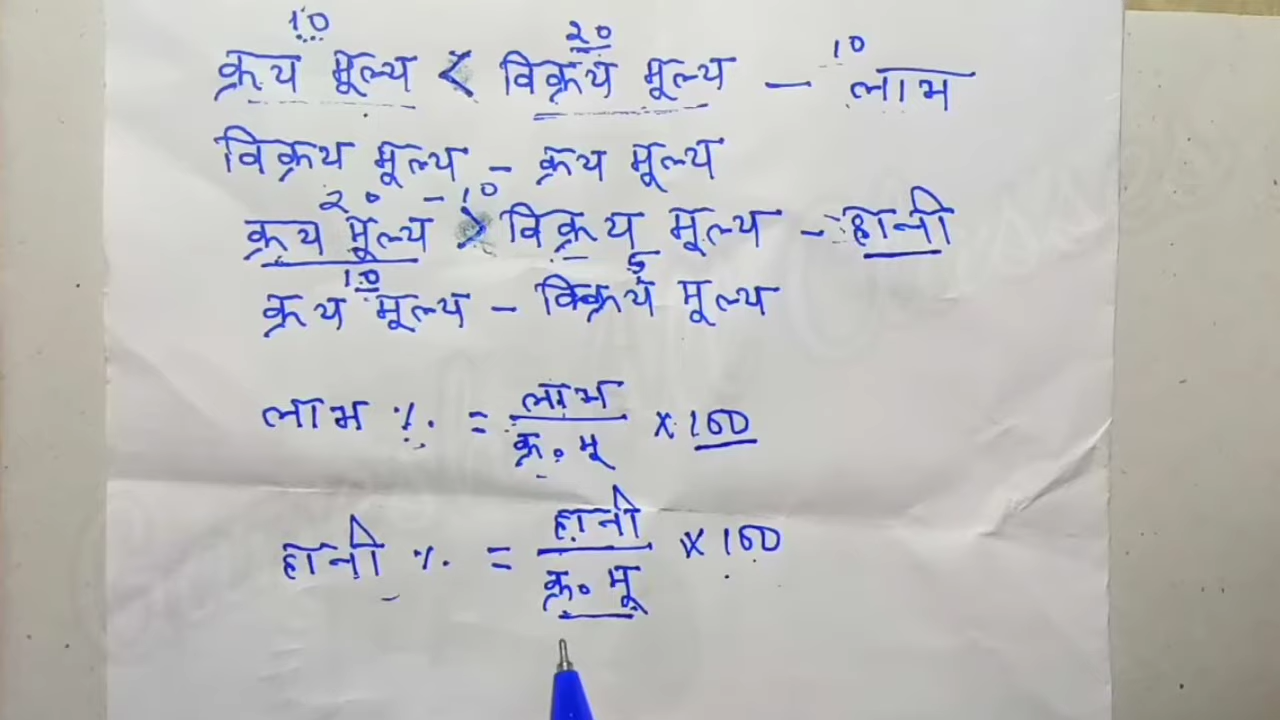 10 20 10
क्रय मूल्य < विक्रय मूल्य - लाभ
विक्रय मूल्य - क्रय मूल्य
20 - 10
क्रय मूल्य > विक्रय मूल्य - हानी
10 5
क्रय मूल्य - विक्रय मूल्य
लाभ % = लाभ / क्र. मू × 100
हानी % = हानी / क्र. मू × 100